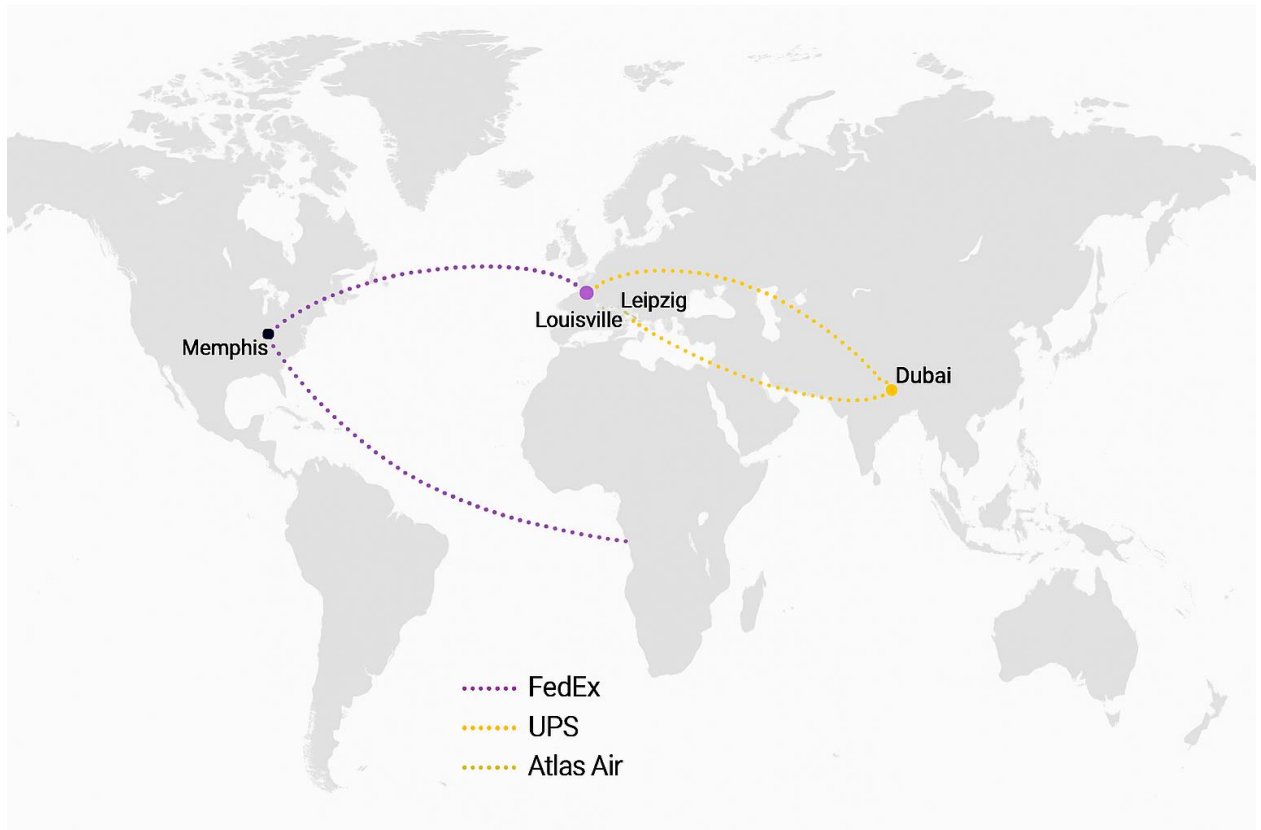 Leipzig
Louisville
Memphis
Dubai
FedEx
UPS
Atlas Air